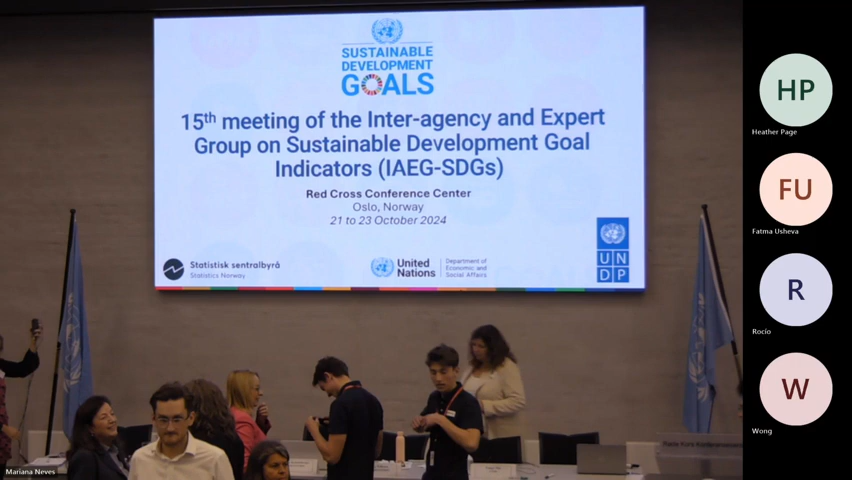 SUSTAINABLE
DEVELOPMENT
GOALS
15th meeting of the Inter-agency and Expert
Group on Sustainable Development Goal
Indicators (IAEG-SDGs)
Red Cross Conference Center
Oslo, Norway
21 to 23 October 2024
Statistisk sentralbyrå
Statistics Norway
United
Nations
Department of
Economic and
Social Affairs
U N
D P
HP
Heather Page
FU
Fatma Usheva
R
Rocío
W
Wong
Mariana Neves